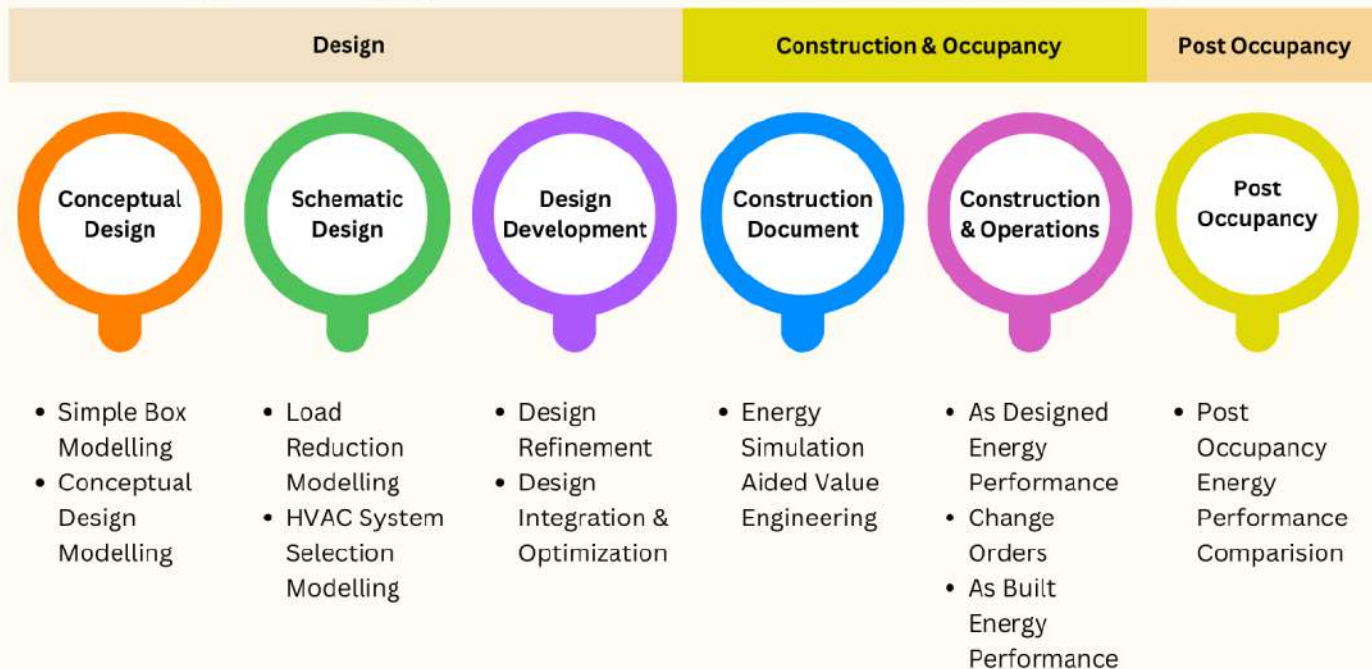 Design
Construction & Occupancy
Post Occupancy
Conceptual
Design
Schematic
Design
Design
Development
Construction
Document
Construction
& Operations
Post
Occupancy
• Simple Box
Modelling
• Conceptual
Design
Modelling
• Load
Reduction
Modelling
• HVAC System
Selection
Modelling
• Design
Refinement
• Design
Integration &
Optimization
• Energy
Simulation
Aided Value
Engineering
• As Designed
Energy
Performance
• Change
Orders
• As Built
Energy
Performance
• Post
Occupancy
Energy
Performance
Comparision